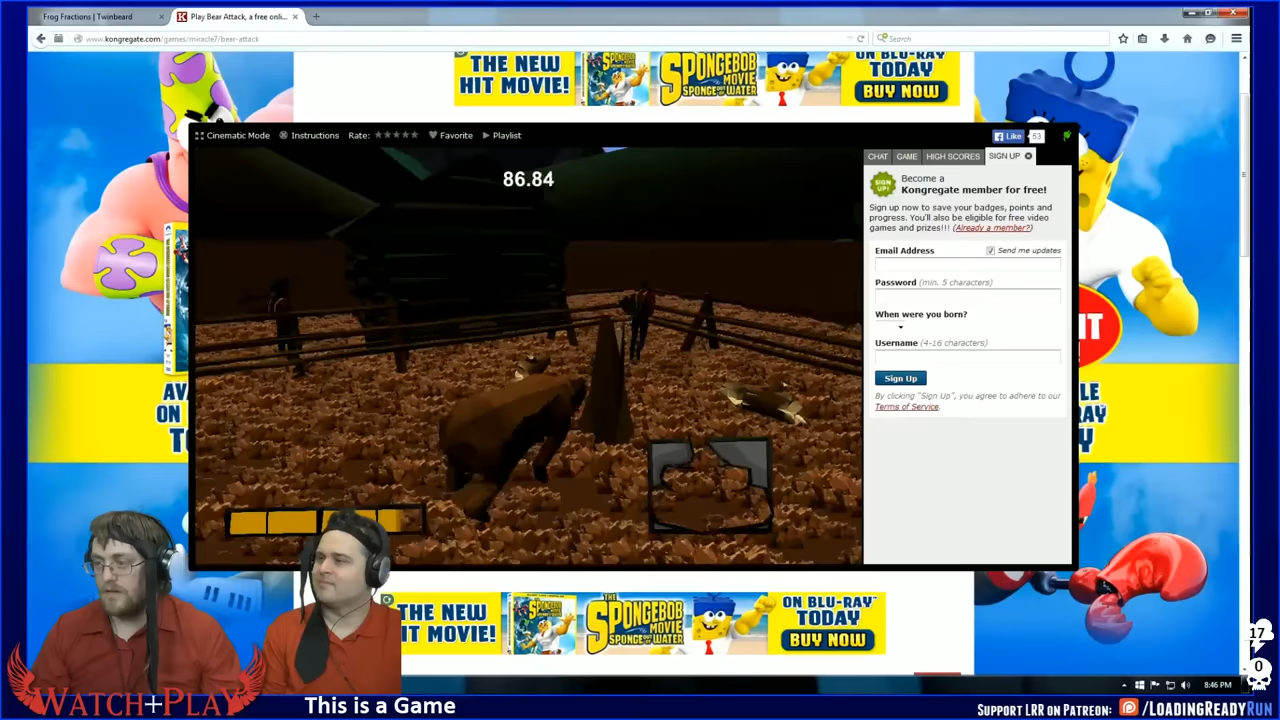 Frog Fractions | Twinbeard
Play Bear Attack, a free onli...
www.kongregate.com/games/miracle7/bear-attack
Search
THE NEW
HIT MOVIE!
SPONGEBOB
MOVIE
SPONGE OUT OF WATER
ON BLU-RAY
TODAY
BUY NOW
Cinematic Mode
Instructions
Rate:
Favorite
Playlist
Like
53
86.84
CHAT
GAME
HIGH SCORES
SIGN UP
SIGN UP!
Become a
Kongregate member for free!
Sign up now to save your badges, points and
progress. You'll also be eligible for free video
games and prizes!!! (Already a member?)
Email Address
Send me updates
Password (min. 5 characters)
When were you born?
Username (4-16 characters)
Sign Up
By clicking "Sign Up", you agree to adhere to our
Terms of Service.
THE NEW
HIT MOVIE!
THE
SPONGEBOB
MOVIE
SPONGE OUT OF WATER
ON BLU-RAY™
TODAY
BUY NOW
17
0
8:46 PM
WATCH+PLAY
This is a Game
SUPPORT LRR ON PATREON:
/LOADINGREADYRUN